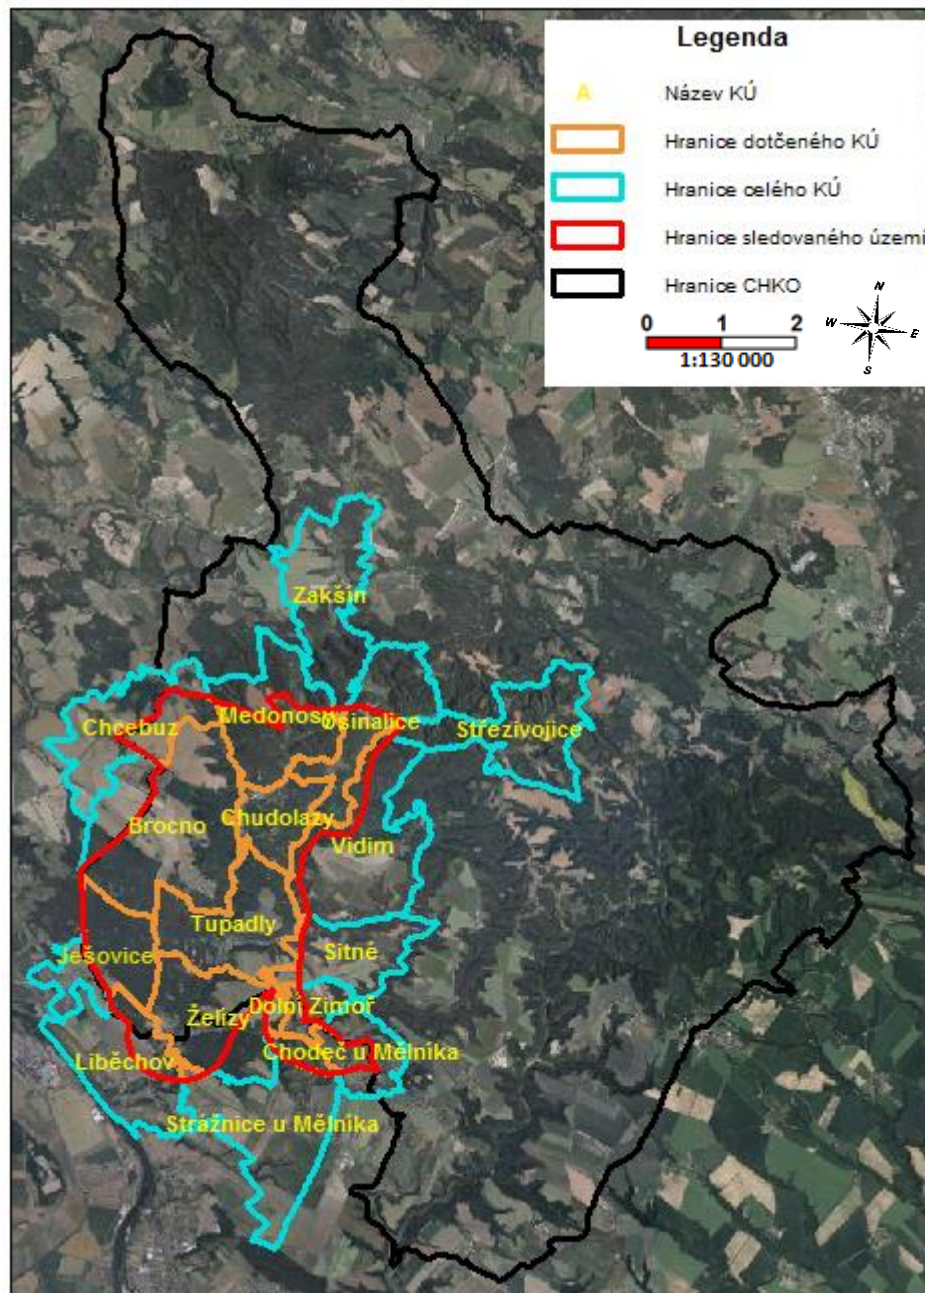 Legenda
A Název KÚ
Hranice dotčeného KÚ
Hranice celého KÚ
Hranice sledovaného území
Hranice CHKO
0 1 2
1:130 000
N
W E
S
Zakšín
Chcebuz
Medonosy
Osinalice
Střezivojice
Brocno
Chudolazy
Vidim
Tupadly
Ješovice
Sitné
Želízy
Dolní Zimoř
Liběchov
Chodeč u Mělníka
Strážnice u Mělníka